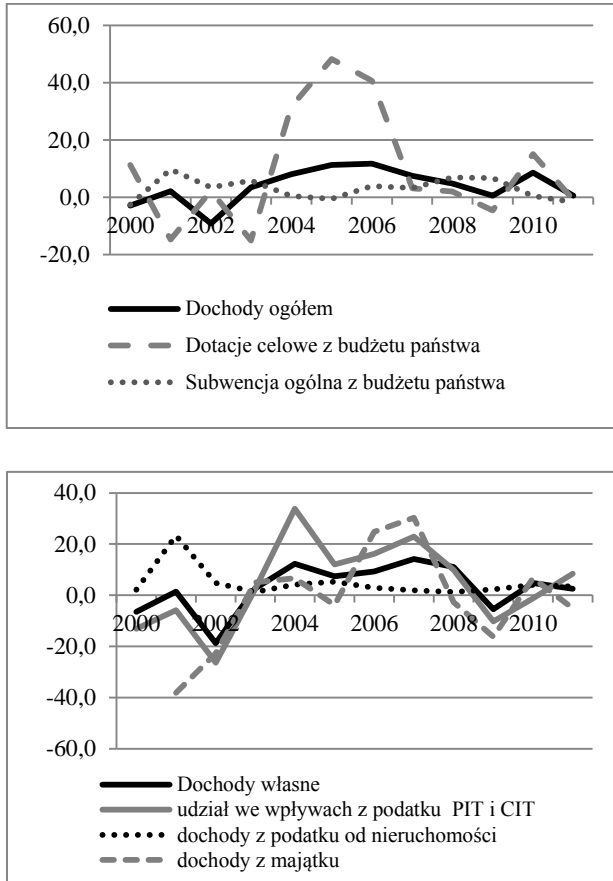 60,0
40,0
20,0
0,0
-20,0
2000 2002 2004 2006 2008 2010
Dochody ogółem
Dotacje celowe z budżetu państwa
Subwencja ogólna z budżetu państwa
40,0
20,0
0,0
-20,0
-40,0
-60,0
2000 2002 2004 2006 2008 2010
Dochody własne
udział we wpływach z podatku PIT i CIT
dochody z podatku od nieruchomości
dochody z majątku